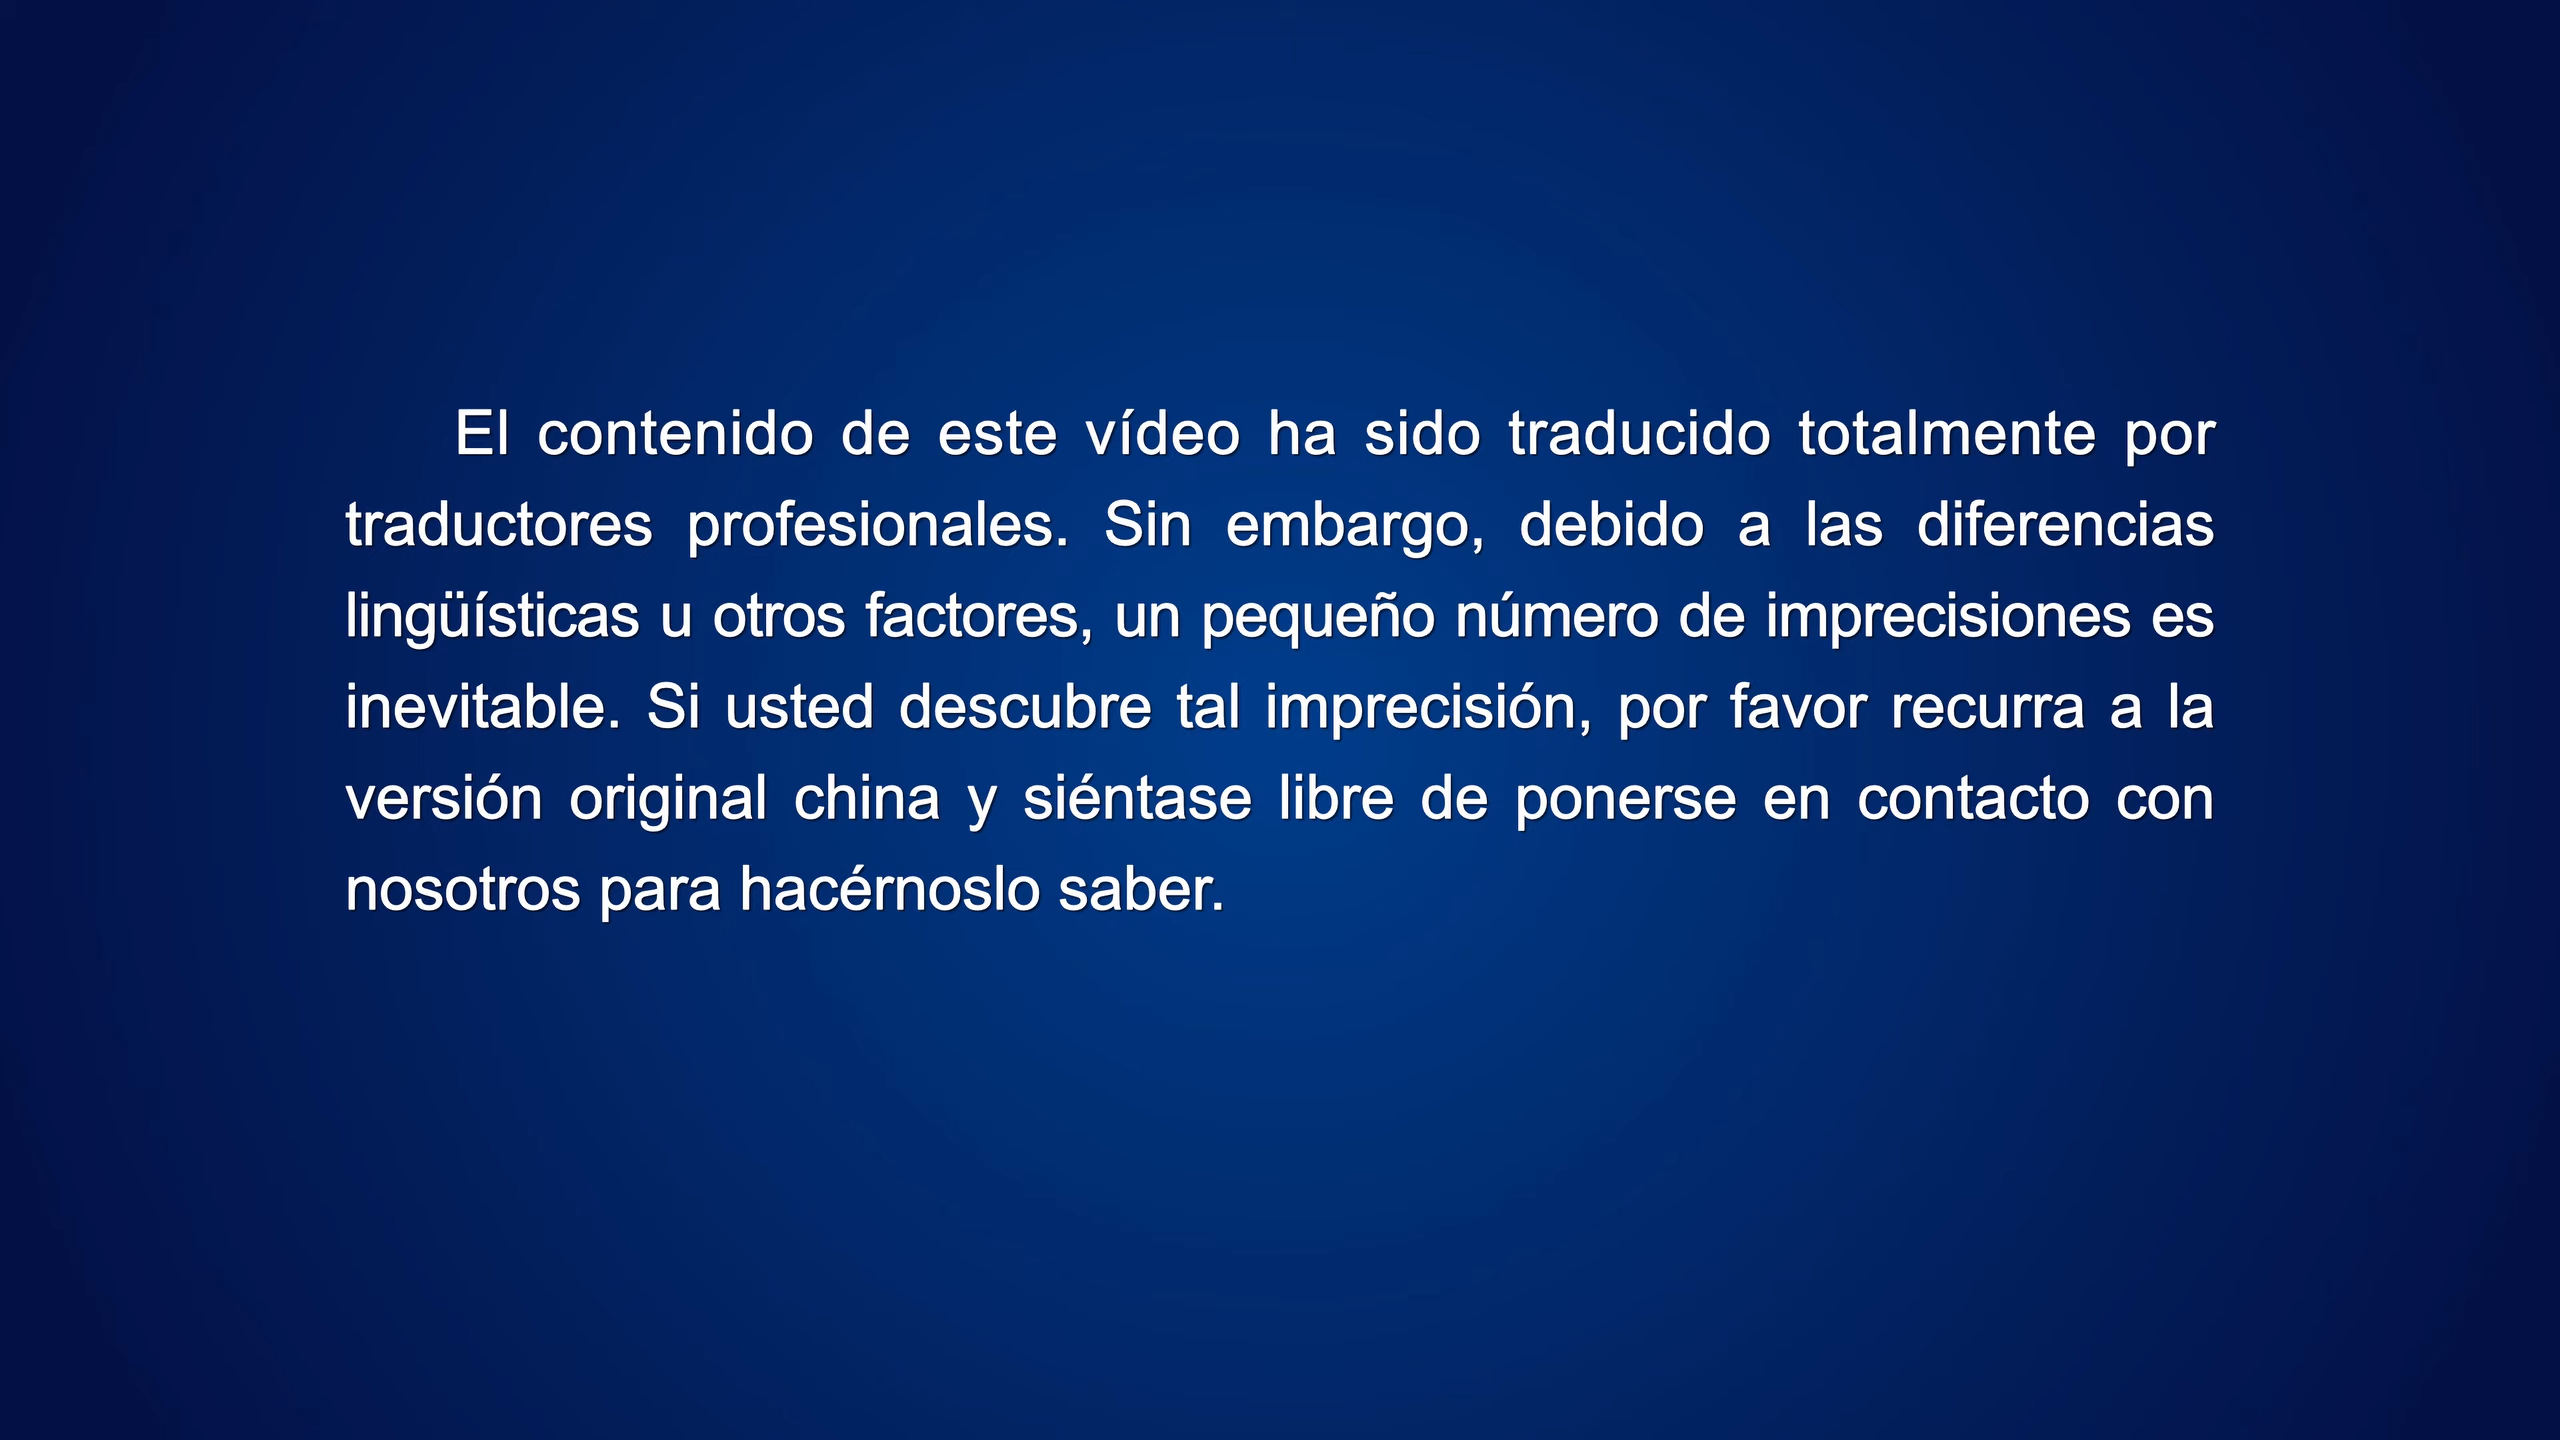 El contenido de este vídeo ha sido traducido totalmente por
traductores profesionales. Sin embargo, debido a las diferencias
lingüísticas u otros factores, un pequeño número de imprecisiones es
inevitable. Si usted descubre tal imprecisión, por favor recurra a la
versión original china y siéntase libre de ponerse en contacto con
nosotros para hacérnoslo saber.